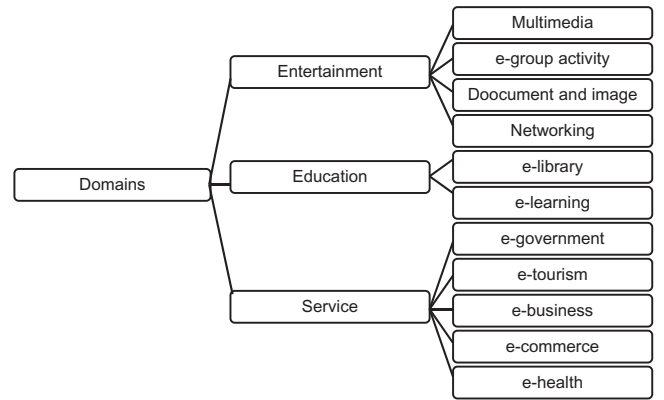 Domains
Entertainment
Multimedia
e-group activity
Doocument and image
Networking
Education
e-library
e-learning
Service
e-government
e-tourism
e-business
e-commerce
e-health